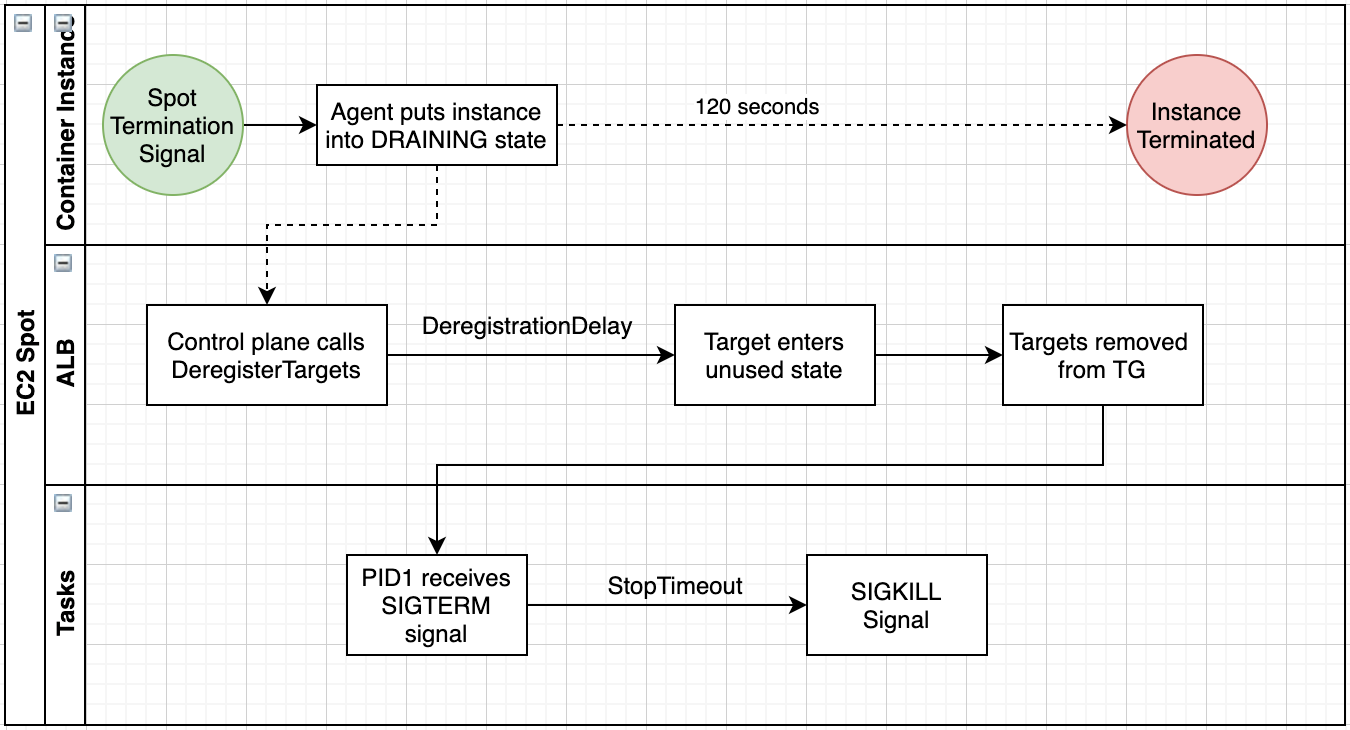 EC2 Spot
Container Instance
Spot
Termination
Signal
Agent puts instance
into DRAINING state
120 seconds
Instance
Terminated
ALB
Control plane calls
DeregisterTargets
DeregistrationDelay
Target enters
unused state
Targets removed
from TG
Tasks
PID1 receives
SIGTERM
signal
StopTimeout
SIGKILL
Signal